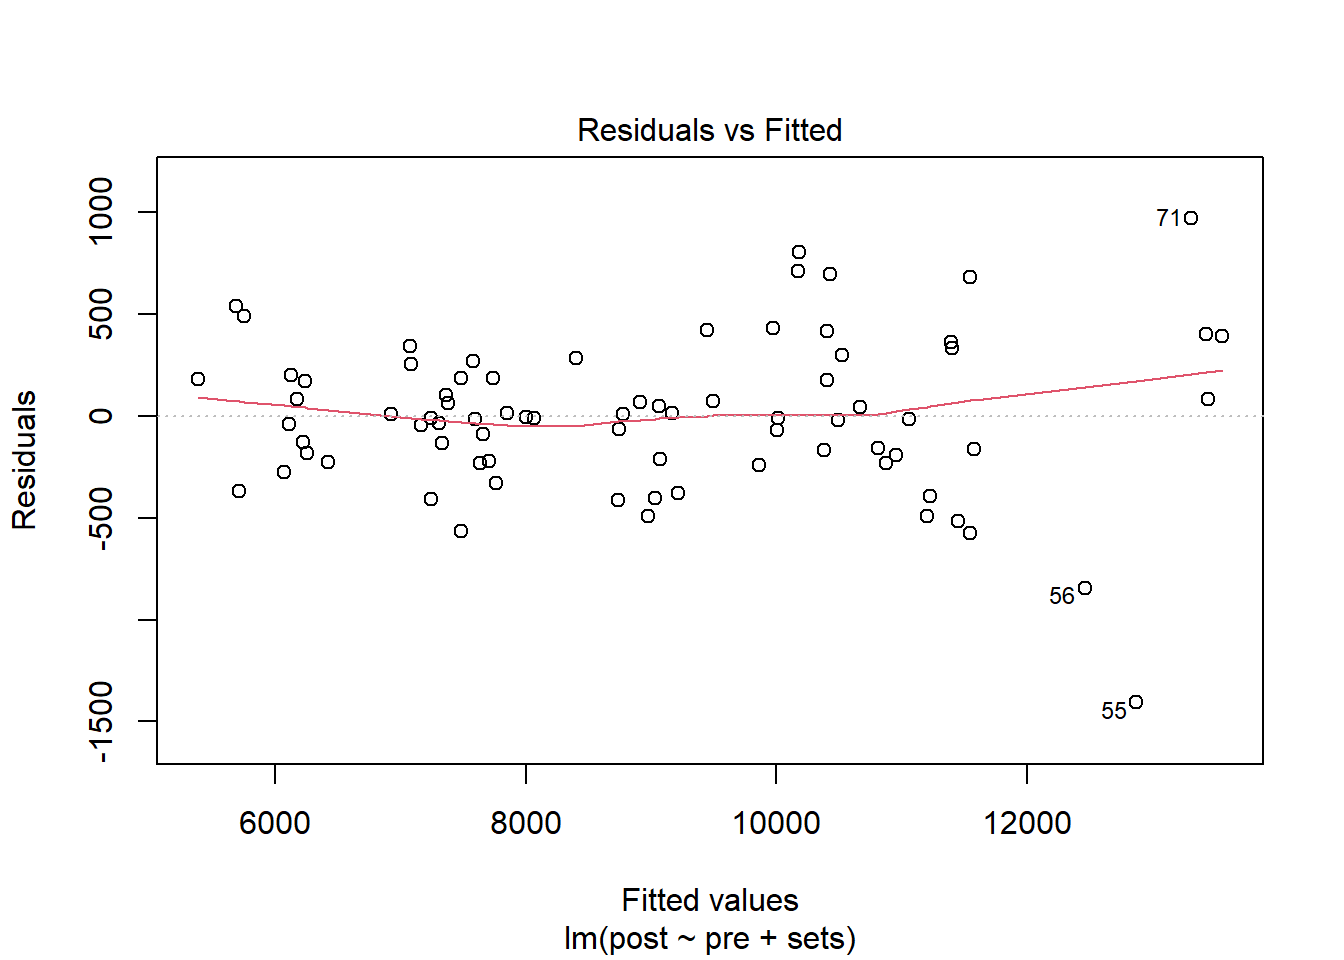 Residuals vs Fitted
Residuals
1000
500
0
-500
-1500
71
56
55
6000 8000 10000 12000
Fitted values
lm(post ~ pre + sets)